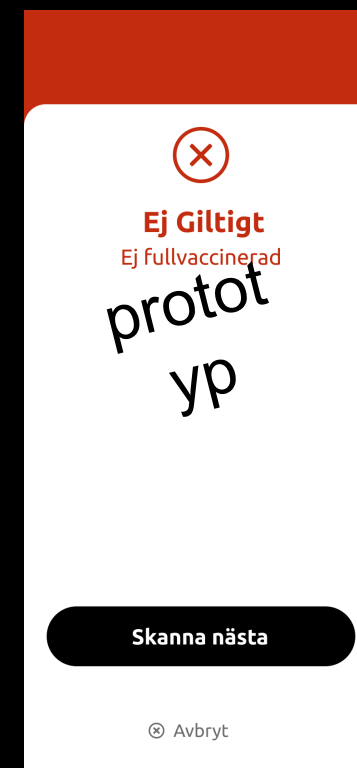 Ej Giltigt
Ej fullvaccinerad
protot
yp
Skanna nästa
Avbryt